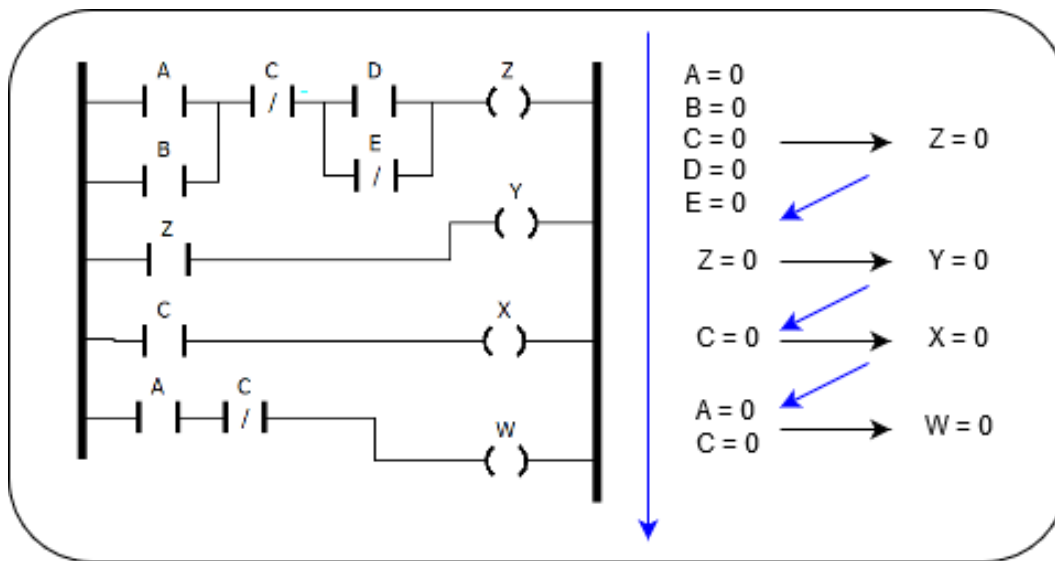 A C D Z
/
B E
/
Y
Z
C X
A C
/
W
A = 0
B = 0
C = 0 Z = 0
D = 0
E = 0
Z = 0 Y = 0
C = 0 X = 0
A = 0
C = 0 W = 0